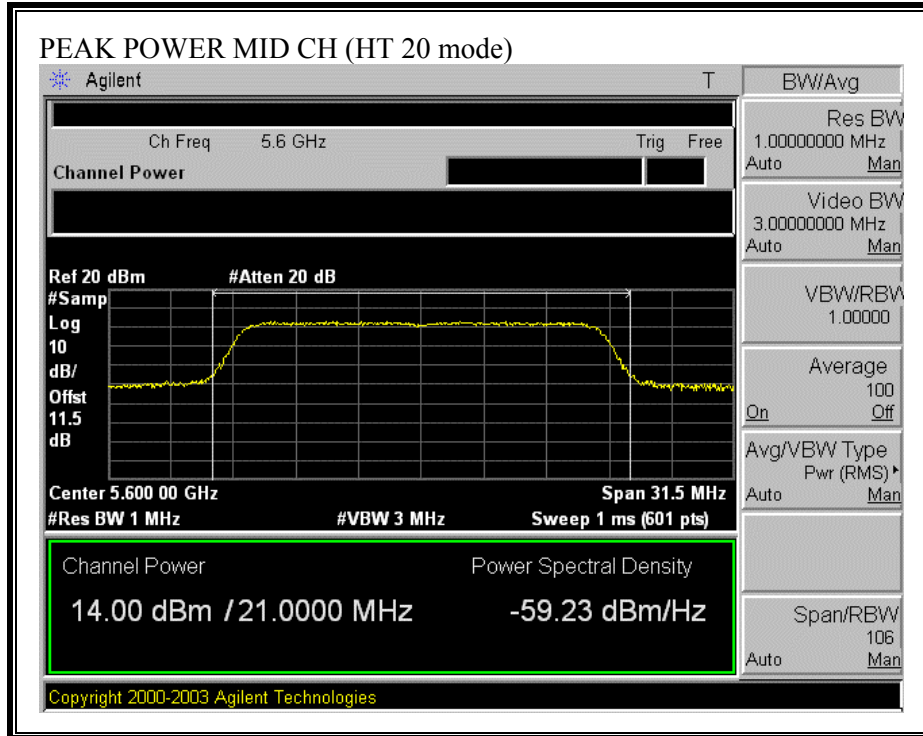 PEAK POWER MID CH (HT 20 mode)
Agilent T
BW/Avg
Ch Freq 5.6 GHz Trig Free
Channel Power
Res BW
1.00000000 MHz
Auto Man
Video BW
3.00000000 MHz
Auto Man
VBW/RBW
1.00000
Average
100
On Off
Avg/VBW Type
Pwr (RMS)
Auto Man
Span/RBW
106
Auto Man
Ref 20 dBm #Atten 20 dB
#Samp
Log
10
dB/
Offst
11.5
dB
Center 5.600 00 GHz Span 31.5 MHz
#Res BW 1 MHz #VBW 3 MHz Sweep 1 ms (601 pts)
Channel Power Power Spectral Density
14.00 dBm / 21.0000 MHz -59.23 dBm/Hz
Copyright 2000-2003 Agilent Technologies